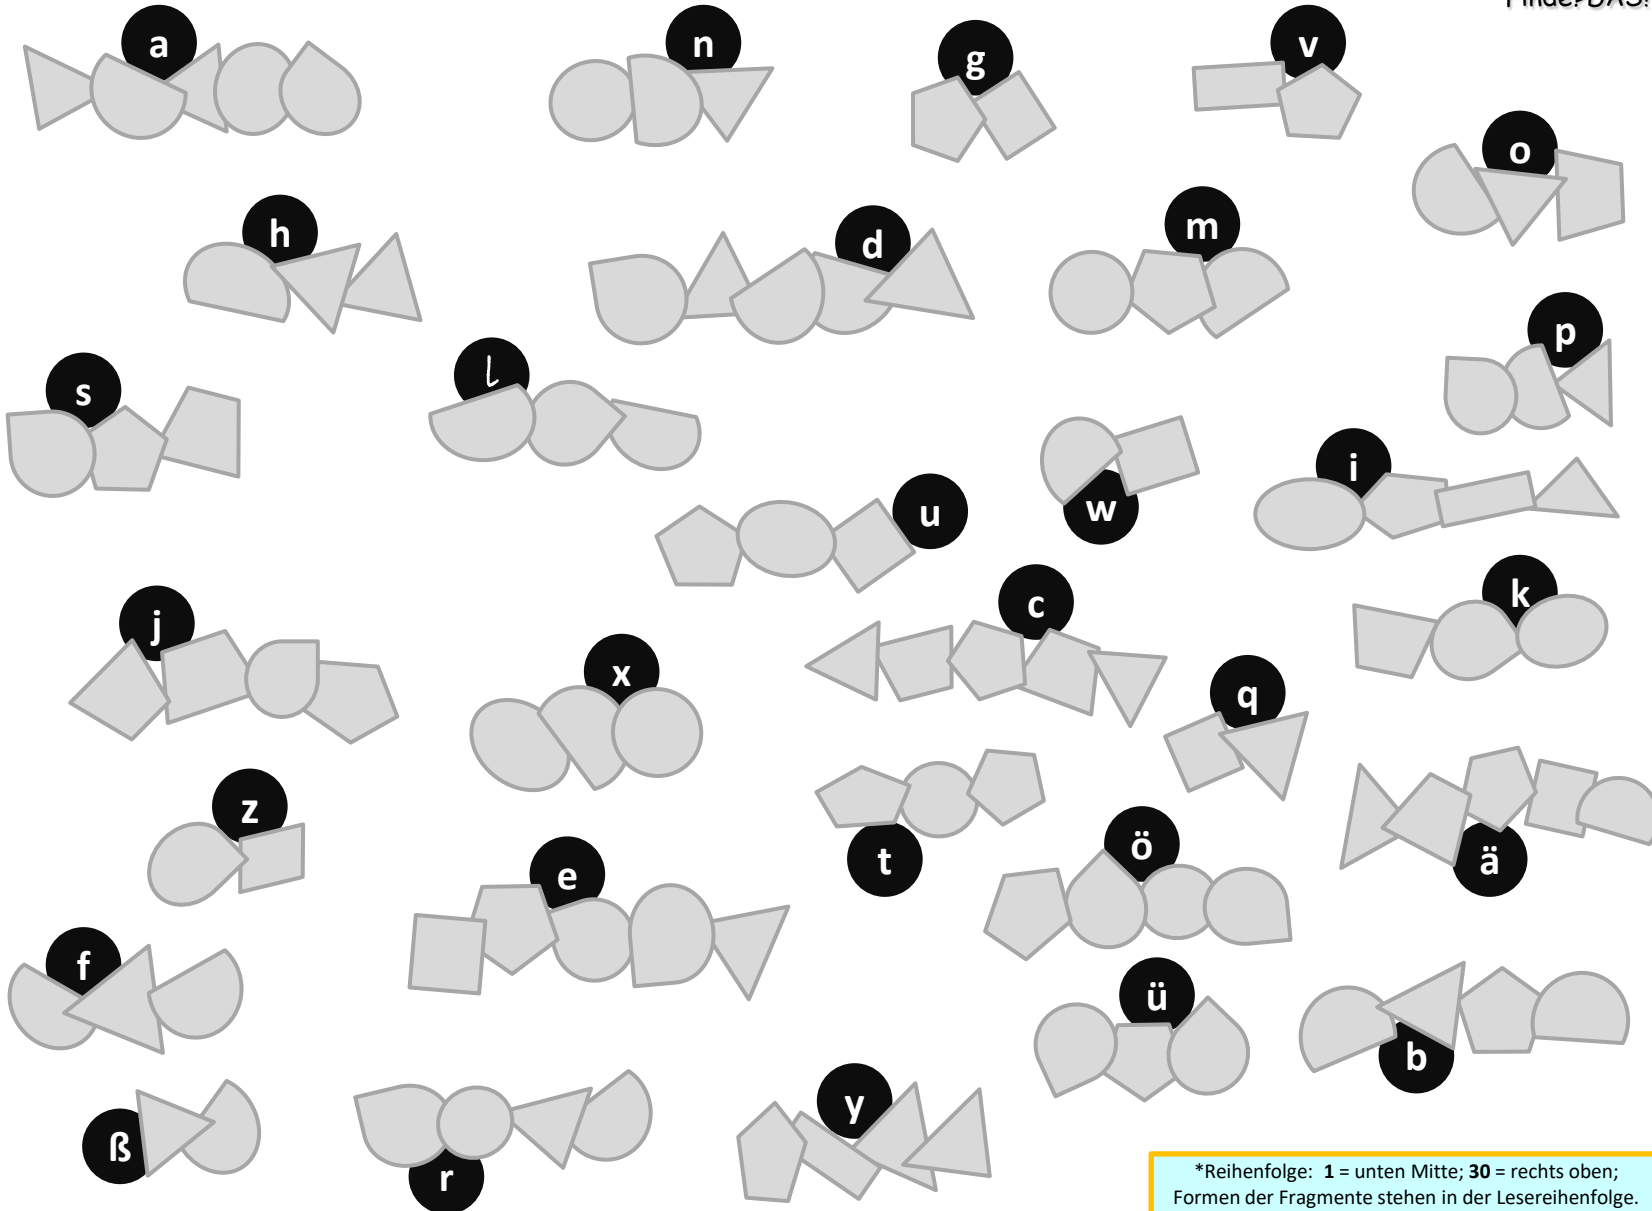 Finde?DAS!
a
n
g
v
o
h
d
m
p
s
l
w
i
u
c
k
j
x
q
z
e
t
ö
ä
f
ü
b
ß
r
y
*Reihenfolge: 1 = unten Mitte; 30 = rechts oben;
Formen der Fragmente stehen in der Lesereihenfolge.